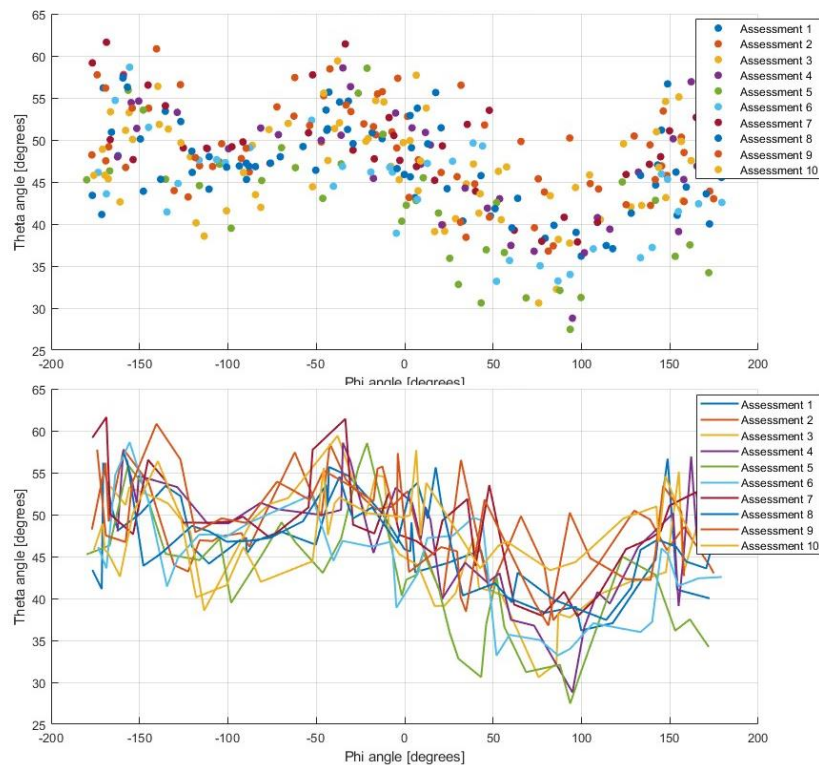 65
60
55
50
45
40
35
30
25
Theta angle [degrees]
-200
-150
-100
-50
0
50
100
150
200
Phi angle [degrees]
Assessment 1
Assessment 2
Assessment 3
Assessment 4
Assessment 5
Assessment 6
Assessment 7
Assessment 8
Assessment 9
Assessment 10
65
60
55
50
45
40
35
30
25
Theta angle [degrees]
-200
-150
-100
-50
0
50
100
150
200
Phi angle [degrees]
Assessment 1
Assessment 2
Assessment 3
Assessment 4
Assessment 5
Assessment 6
Assessment 7
Assessment 8
Assessment 9
Assessment 10